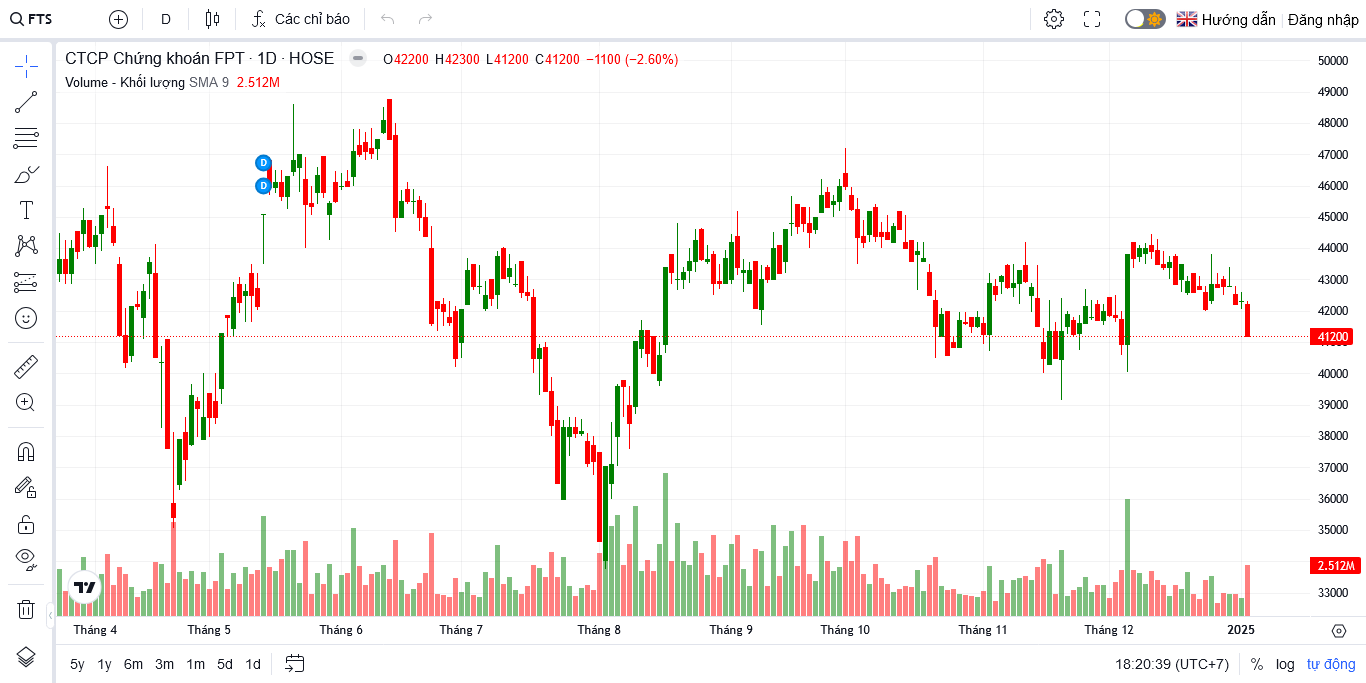 FTS D Các chỉ báo Hướng dẫn Đăng nhập
CTCP Chứng khoán FPT · 1D · HOSE O42200 H42300 L41200 C41200 −1100 (−2.60%)
Volume - Khối lượng SMA 9 2.512M
D
D
50000
49000
48000
47000
46000
45000
44000
43000
42000
41200
40000
39000
38000
37000
36000
35000
2.512M
33000
Tháng 4 Tháng 5 Tháng 6 Tháng 7 Tháng 8 Tháng 9 Tháng 10 Tháng 11 Tháng 12 2025
5y 1y 6m 3m 1m 5d 1d 18:20:39 (UTC+7) % log tự động